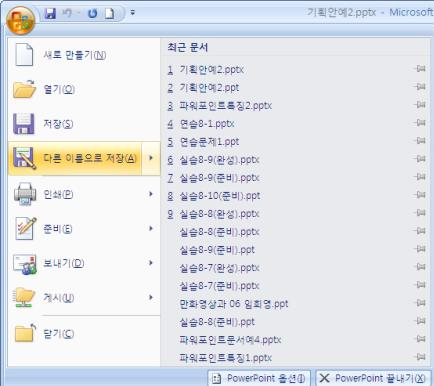 기획안예2.pptx - Microsoft
새로 만들기(N)
열기(O)
저장(S)
다른 이름으로 저장(A)
인쇄(P)
준비(E)
보내기(D)
게시(U)
닫기(C)
최근 문서
1 기획안예2.pptx
2 기획안예2.ppt
3 파워포인트특징2.pptx
4 연습8-1.pptx
5 연습문제1.ppt
6 실습8-9(완성).pptx
7 실습8-9(준비).pptx
8 실습8-10(준비).ppt
9 실습8-8(완성).pptx
실습8-8(준비).pptx
실습8-9(준비).ppt
실습8-7(완성).pptx
실습8-7(준비).pptx
만화영상과 06 임희영.ppt
실습8-8(준비).ppt
파워포인트문서예4.pptx
파워포인트특징1.pptx
PowerPoint 옵션(I)
PowerPoint 끝내기(X)